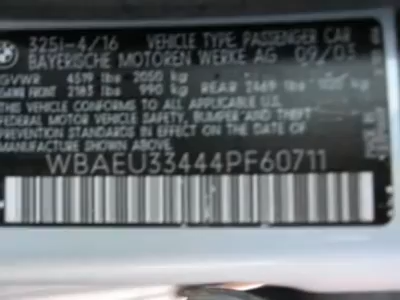 325i-4/16 VEHICLE TYPE: PASSENGER CAR
BAYERISCHE MOTOREN WERKE AG 09/03
GVWR 4519 lbs 2050 kg
FRONT 2183 lbs 990 kg REAR 2469 lbs kg
THIS VEHICLE CONFORMS TO ALL APPLICABLE U.S.
FEDERAL MOTOR VEHICLE SAFETY, BUMPER, AND THEFT
PREVENTION STANDARDS IN EFFECT ON THE DATE OF
MANUFACTURE SHOWN ABOVE.
WBAEU33444PF60711